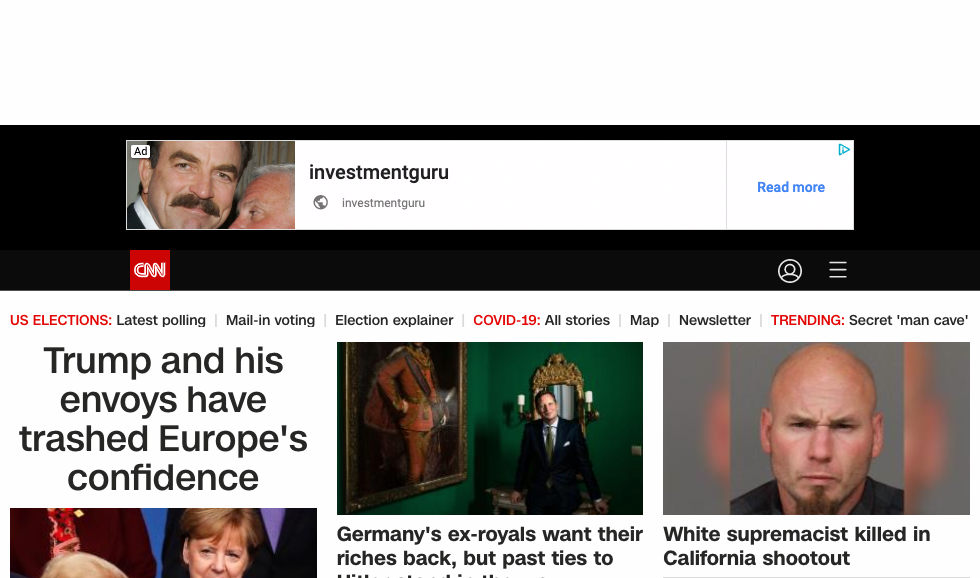 Ad
investmentguru
investmentguru
Read more
CNN
US ELECTIONS: Latest polling | Mail-in voting | Election explainer | COVID-19: All stories | Map | Newsletter | TRENDING: Secret 'man cave'
Trump and his
envoys have
trashed Europe's
confidence
Germany's ex-royals want their
riches back, but past ties to
White supremacist killed in
California shootout